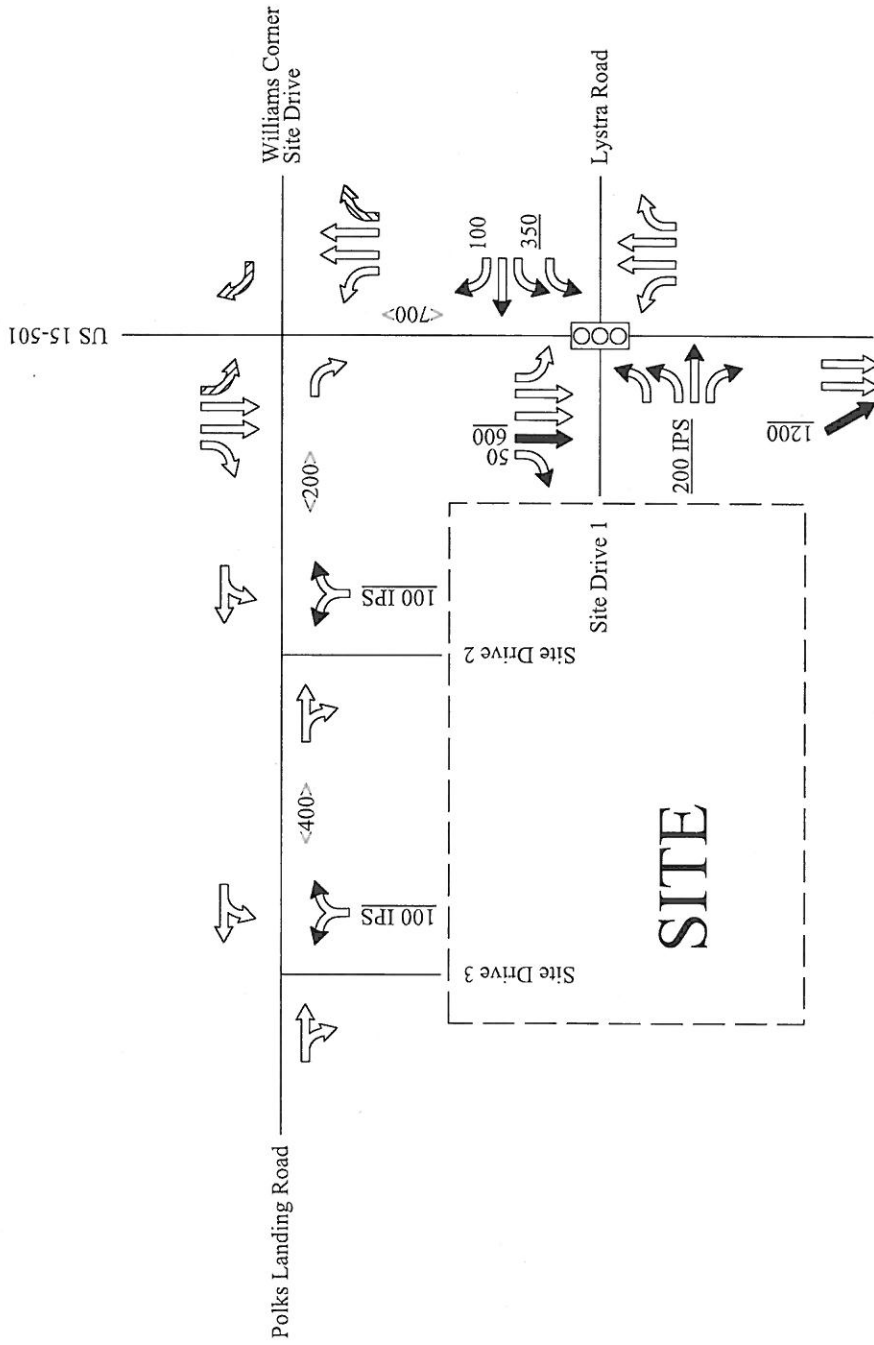 US 15-501
Williams Corner
Site Drive
Polks Landing Road
<200>
<400>
<700>
100
350
Lystra Road
600
50
100 IPS
100 IPS
Site Drive 2
Site Drive 3
Site Drive 1
200 IPS
1200
SITE